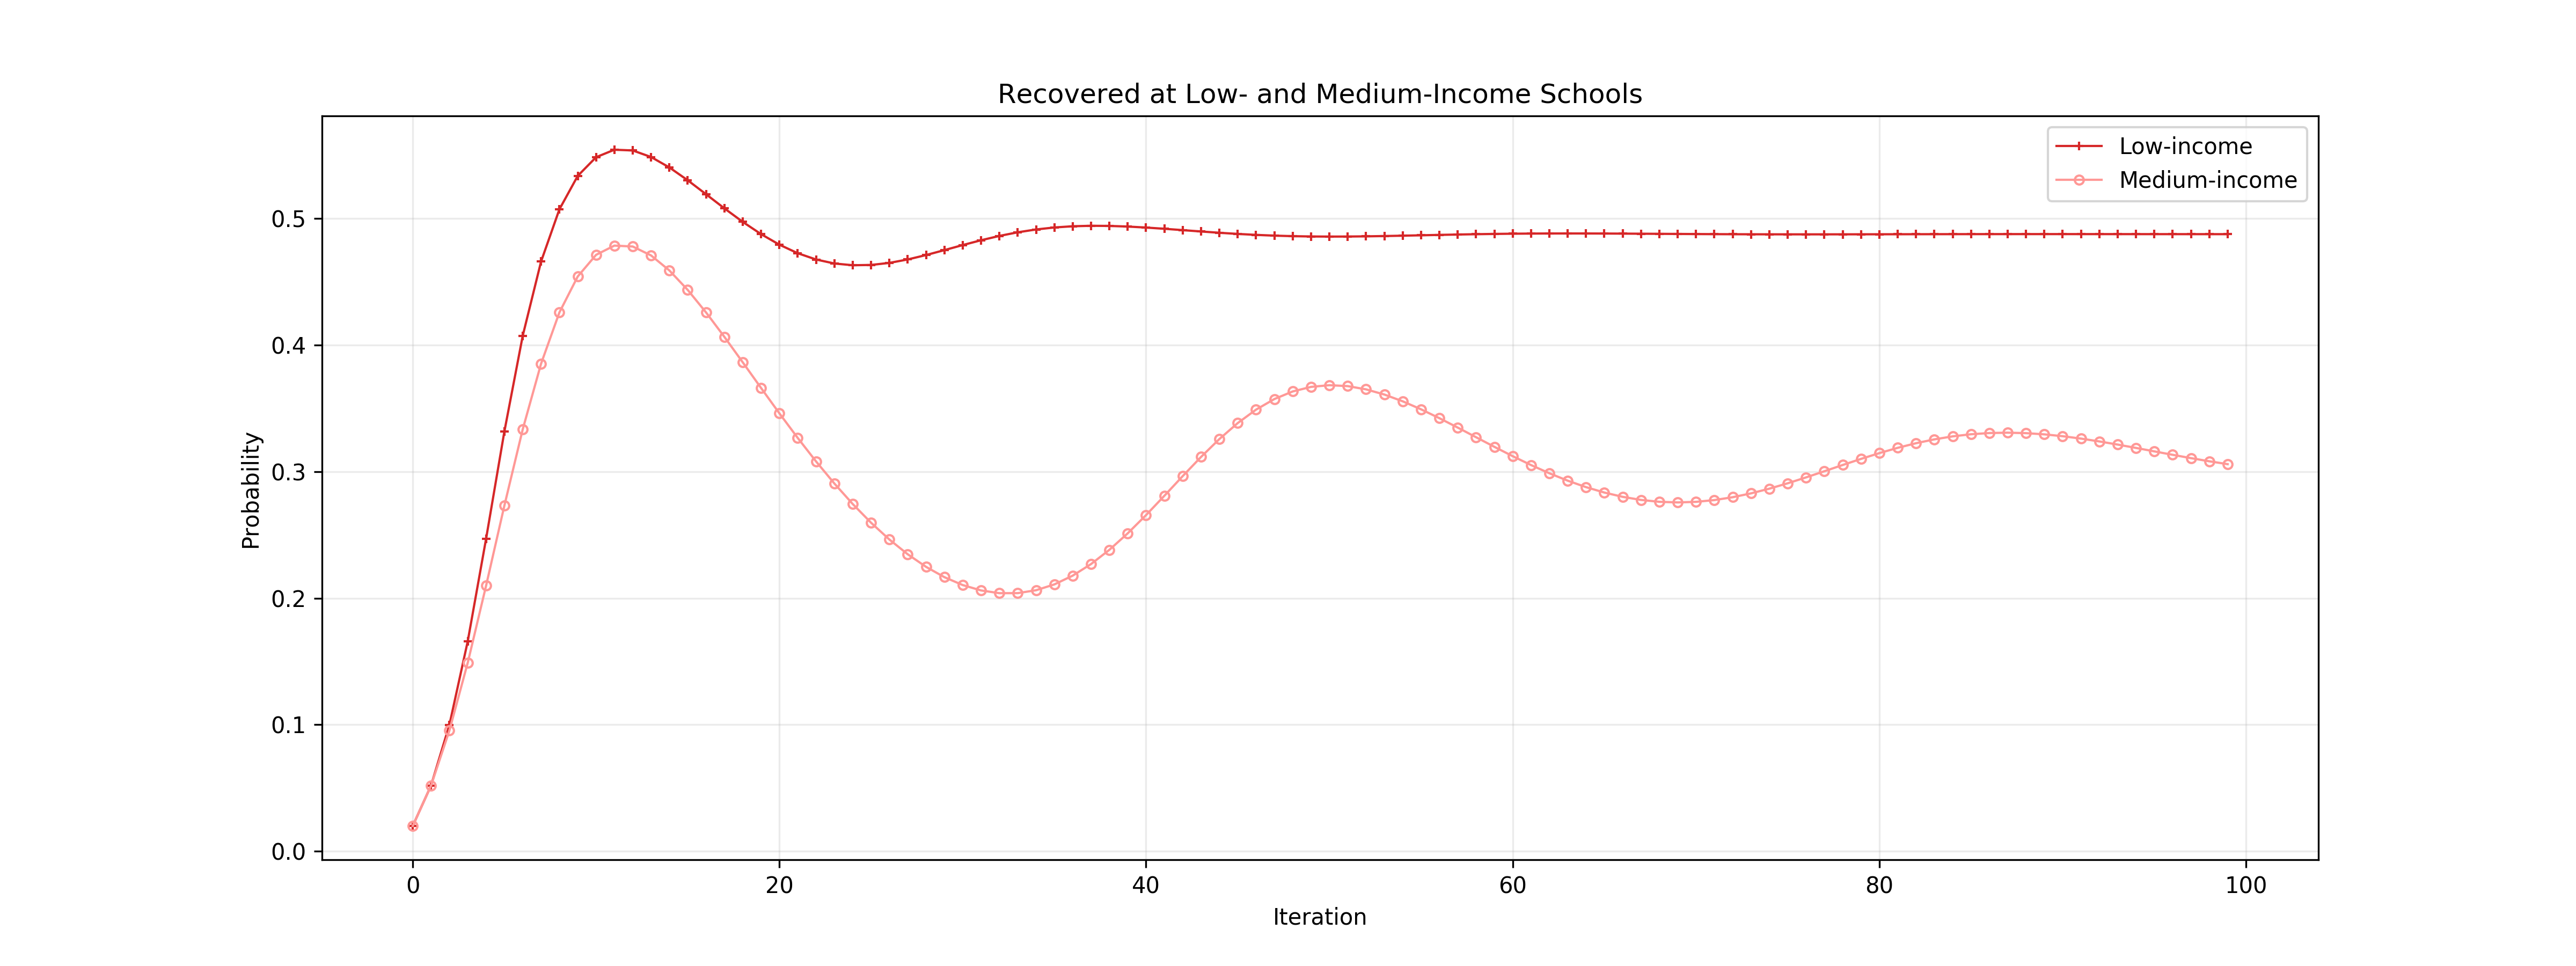 Recovered at Low- and Medium-Income Schools
Low-income
Medium-income
Probability
0.5
0.4
0.3
0.2
0.1
0.0
0 20 40 60 80 100
Iteration